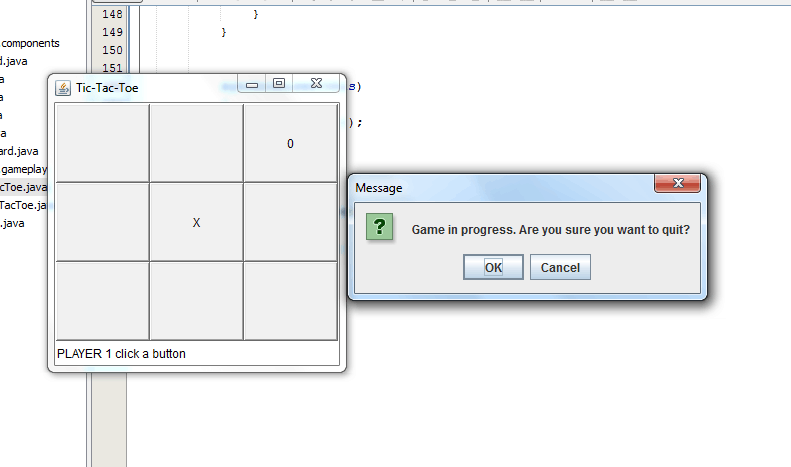 148
}
149
}
150
151
components
d.java
a
a
a
a
ard.java
gameplay
cToe.java
TacToe.ja
.java
s)
);
Tic-Tac-Toe
0
X
PLAYER 1 click a button
Message
?
Game in progress. Are you sure you want to quit?
OK
Cancel